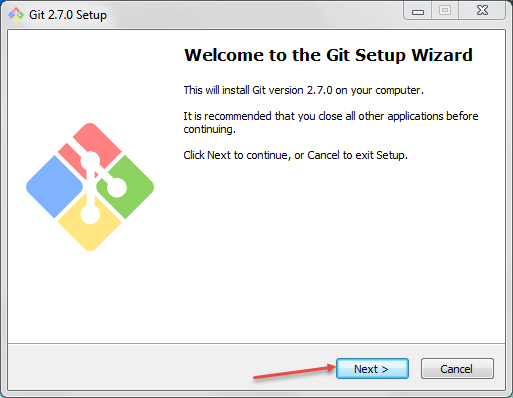 Git 2.7.0 Setup
Welcome to the Git Setup Wizard
This will install Git version 2.7.0 on your computer.
It is recommended that you close all other applications before
continuing.
Click Next to continue, or Cancel to exit Setup.
Next >
Cancel